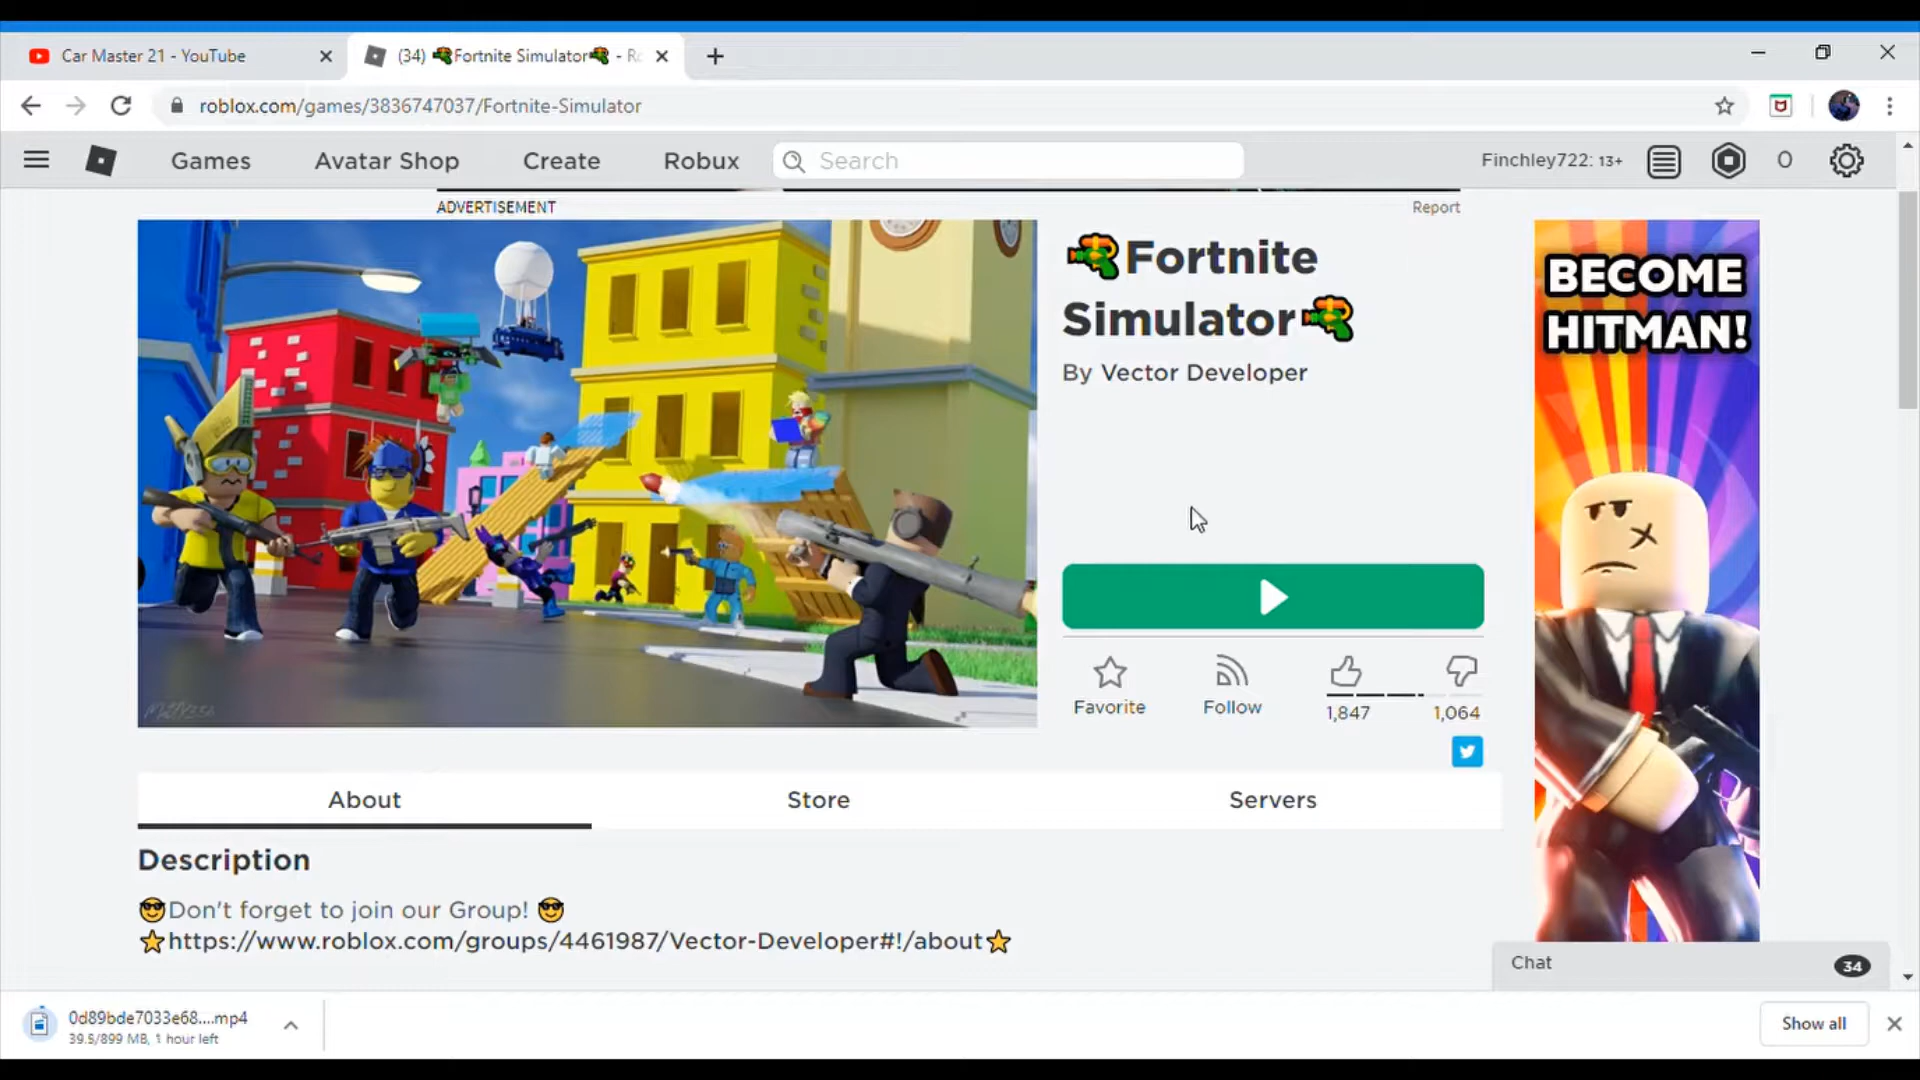 Car Master 21 - YouTube
(34) Fortnite Simulator - Ro
roblox.com/games/3836747037/Fortnite-Simulator
Games
Avatar Shop
Create
Robux
Search
Finchley722: 13+
0
ADVERTISEMENT
Report
Fortnite
Simulator
By Vector Developer
BECOME
HITMAN!
Favorite
Follow
1,847
1,064
About
Store
Servers
Description
😎Don't forget to join our Group! 😎
⭐https://www.roblox.com/groups/4461987/Vector-Developer#!/about⭐
Chat
34
0d89bde7033e68....mp4
39.5/899 MB, 1 hour left
Show all